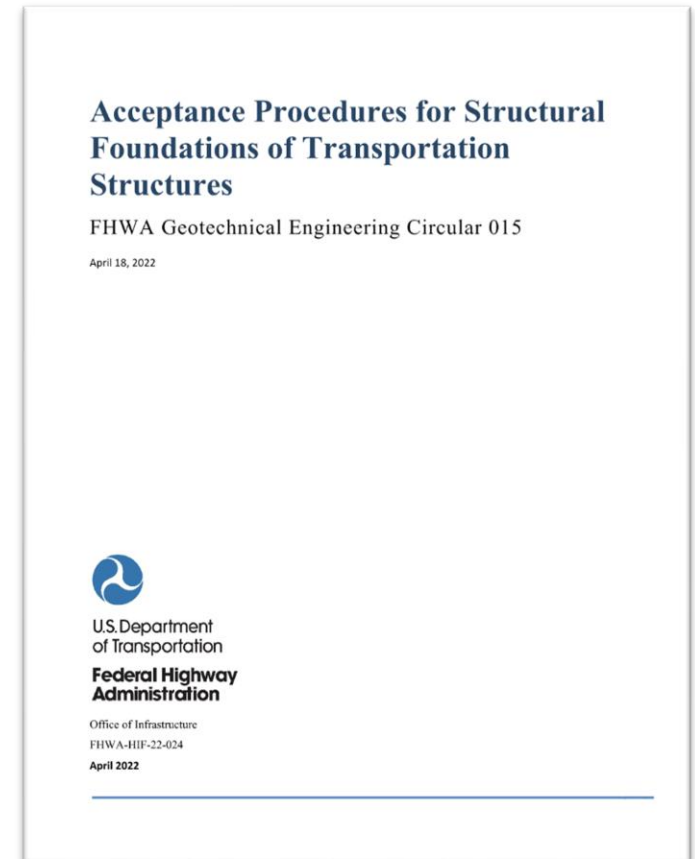 Acceptance Procedures for Structural
Foundations of Transportation
Structures
FHWA Geotechnical Engineering Circular 015
April 18, 2022
U.S. Department
of Transportation
Federal Highway
Administration
Office of Infrastructure
FHWA-HIF-22-024
April 2022